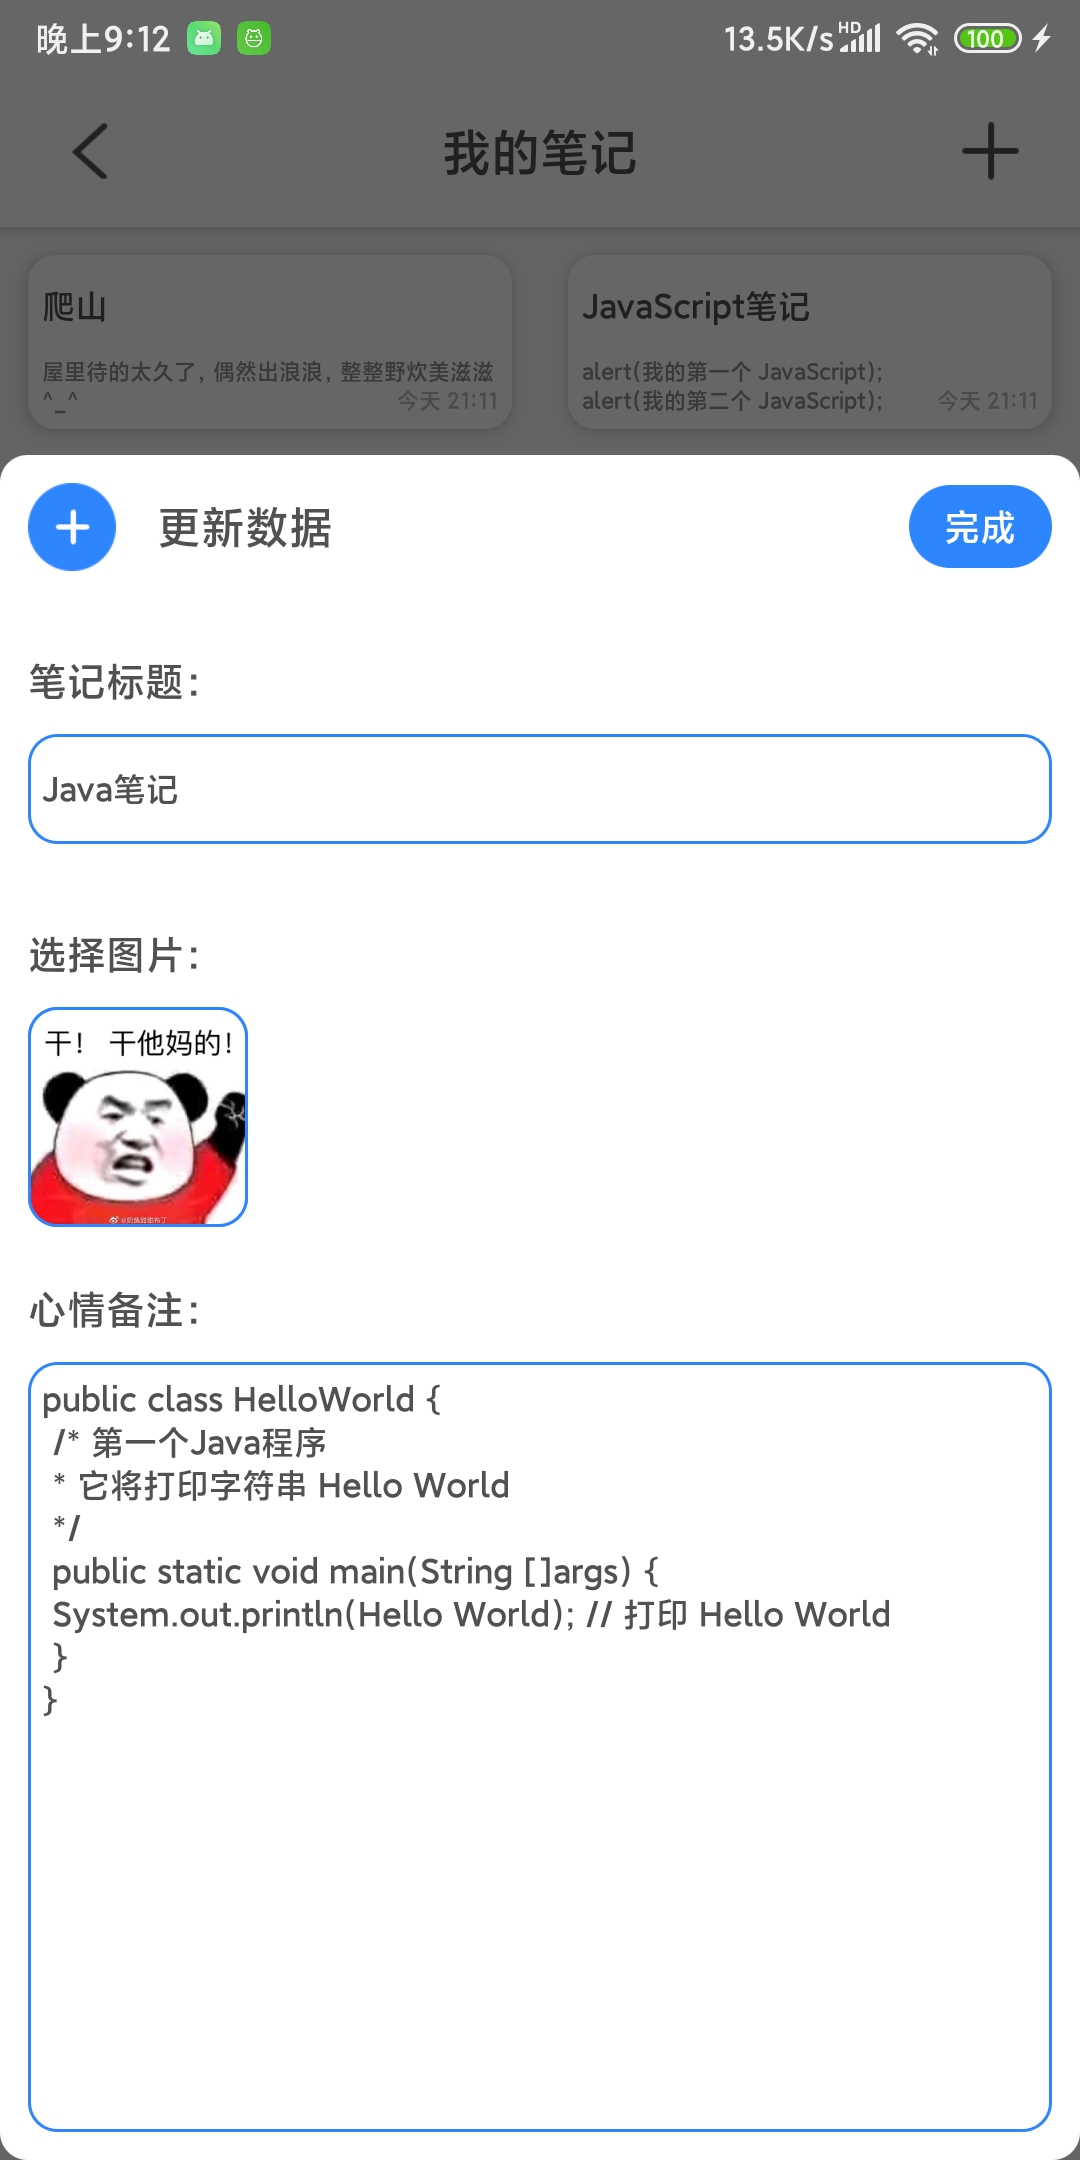 晚上9:12
13.5K/s HD 100
我的笔记
爬山
屋里待的太久了, 偶然出浪浪, 整整野炊美滋滋
^_^ 今天 21:11
JavaScript笔记
alert(我的第一个 JavaScript);
alert(我的第二个 JavaScript); 今天 21:11
更新数据
完成
笔记标题:
Java笔记
选择图片:
干! 干他妈的!
心情备注:
public class HelloWorld {
/* 第一个Java程序
* 它将打印字符串 Hello World
*/
public static void main(String []args) {
System.out.println(Hello World); // 打印 Hello World
}
}